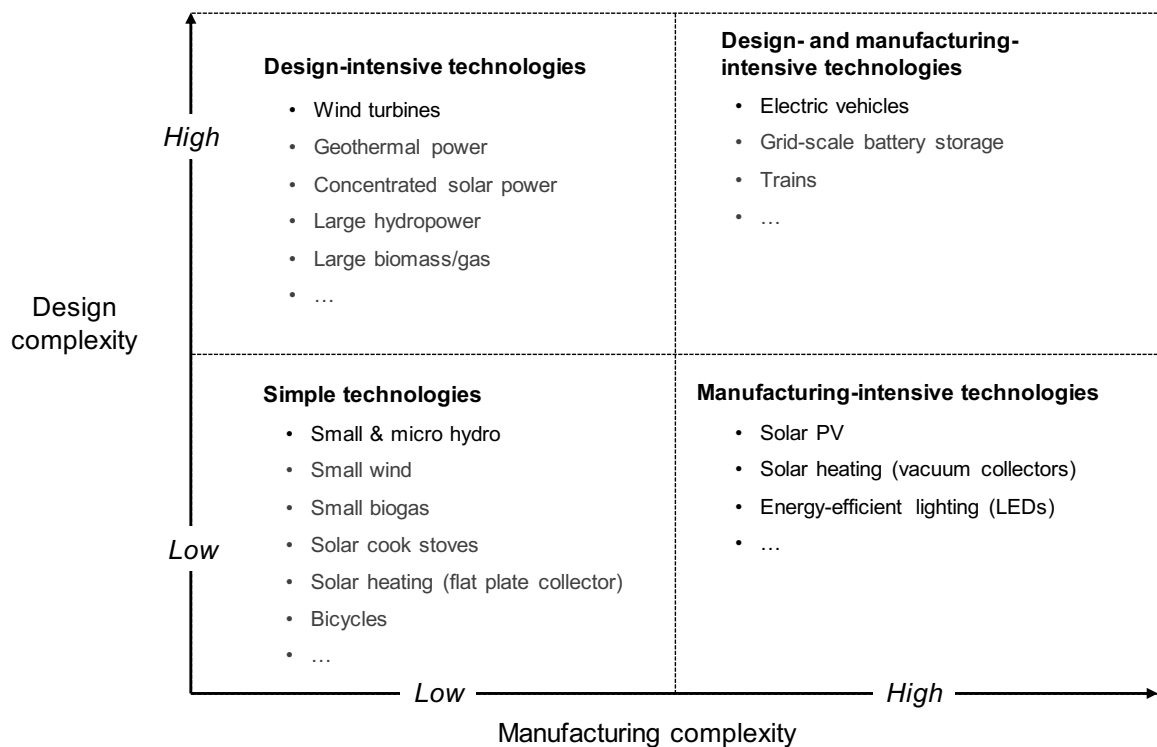 Design-intensive technologies
• Wind turbines
• Geothermal power
• Concentrated solar power
• Large hydropower
• Large biomass/gas
• …
Design- and manufacturing-
intensive technologies
• Electric vehicles
• Grid-scale battery storage
• Trains
• …
High
Design
complexity
Low
Simple technologies
• Small & micro hydro
• Small wind
• Small biogas
• Solar cook stoves
• Solar heating (flat plate collector)
• Bicycles
• …
Manufacturing-intensive technologies
• Solar PV
• Solar heating (vacuum collectors)
• Energy-efficient lighting (LEDs)
• …
Low
High
Manufacturing complexity